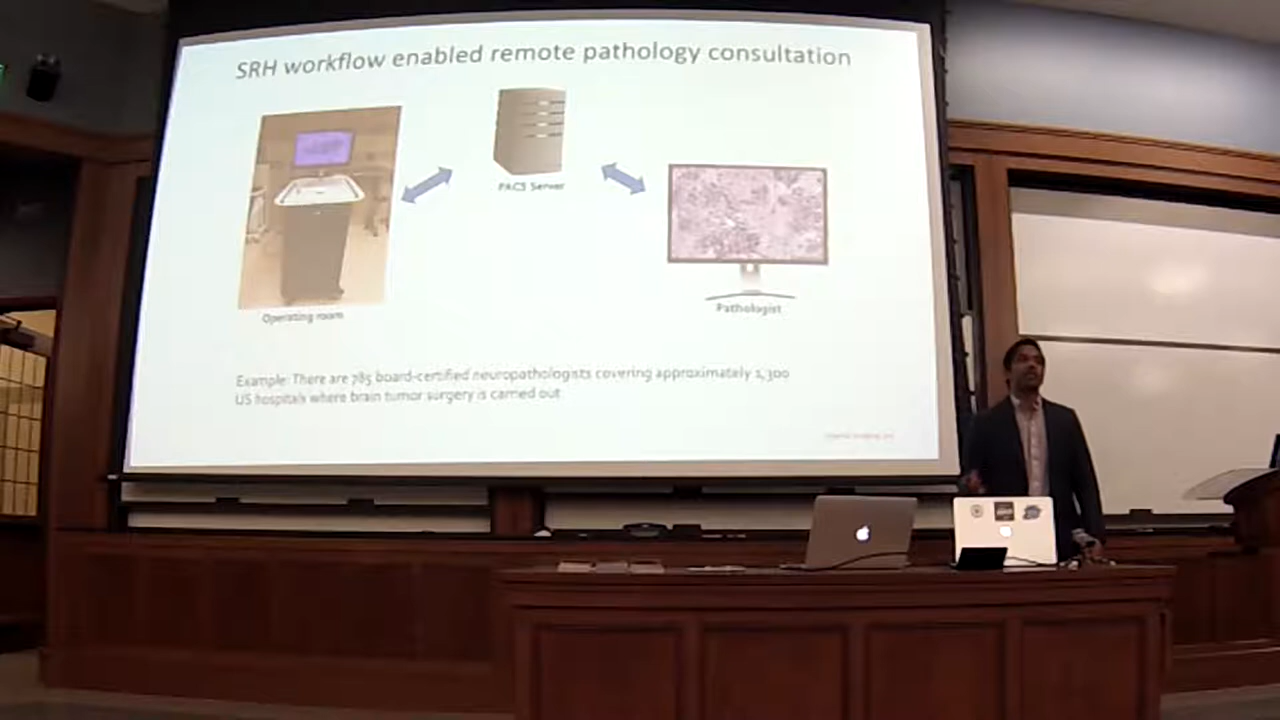 SRH workflow enabled remote pathology consultation
PACS Server
Operating room
Pathologist
Example: There are 785 board-certified neuropathologists covering approximately 1,300
US hospitals where brain tumor surgery is carried out